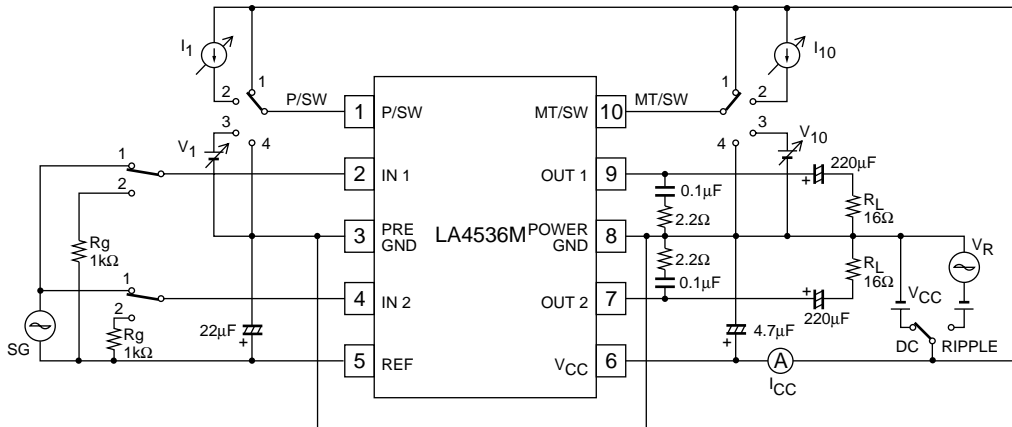 I1
1
2
P/SW
3
4
V1
1
2
Rg
1kΩ
1
2
Rg
1kΩ
SG
22μF
+
1
P/SW
2
IN 1
3
PRE
GND
4
IN 2
5
REF
LA4536M
10
MT/SW
9
OUT 1
8
POWER
GND
7
OUT 2
6
VCC
MT/SW
1
2
I10
3
4
V10
220μF
+
0.1μF
2.2Ω
RL
16Ω
2.2Ω
0.1μF
RL
16Ω
+
220μF
4.7μF
+
A
ICC
VCC
VR
DC
RIPPLE